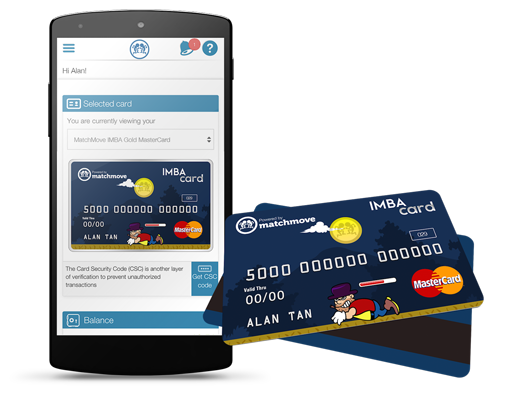 1
?
Hi Alan!
Selected card
You are currently viewing your
MatchMove IMBA Gold MasterCard
Powered by
matchmove
IMBA
card
5000 000000 000000
Valid Thru
00/00
ALAN TAN
MasterCard
The Card Security Code (CSC) is another layer
of verification to prevent unauthorized
transactions
Get CSC
code
Balance
Powered by
matchmove
IMBA
card
5000 000000 000000
Valid Thru
00/00
ALAN TAN
MasterCard